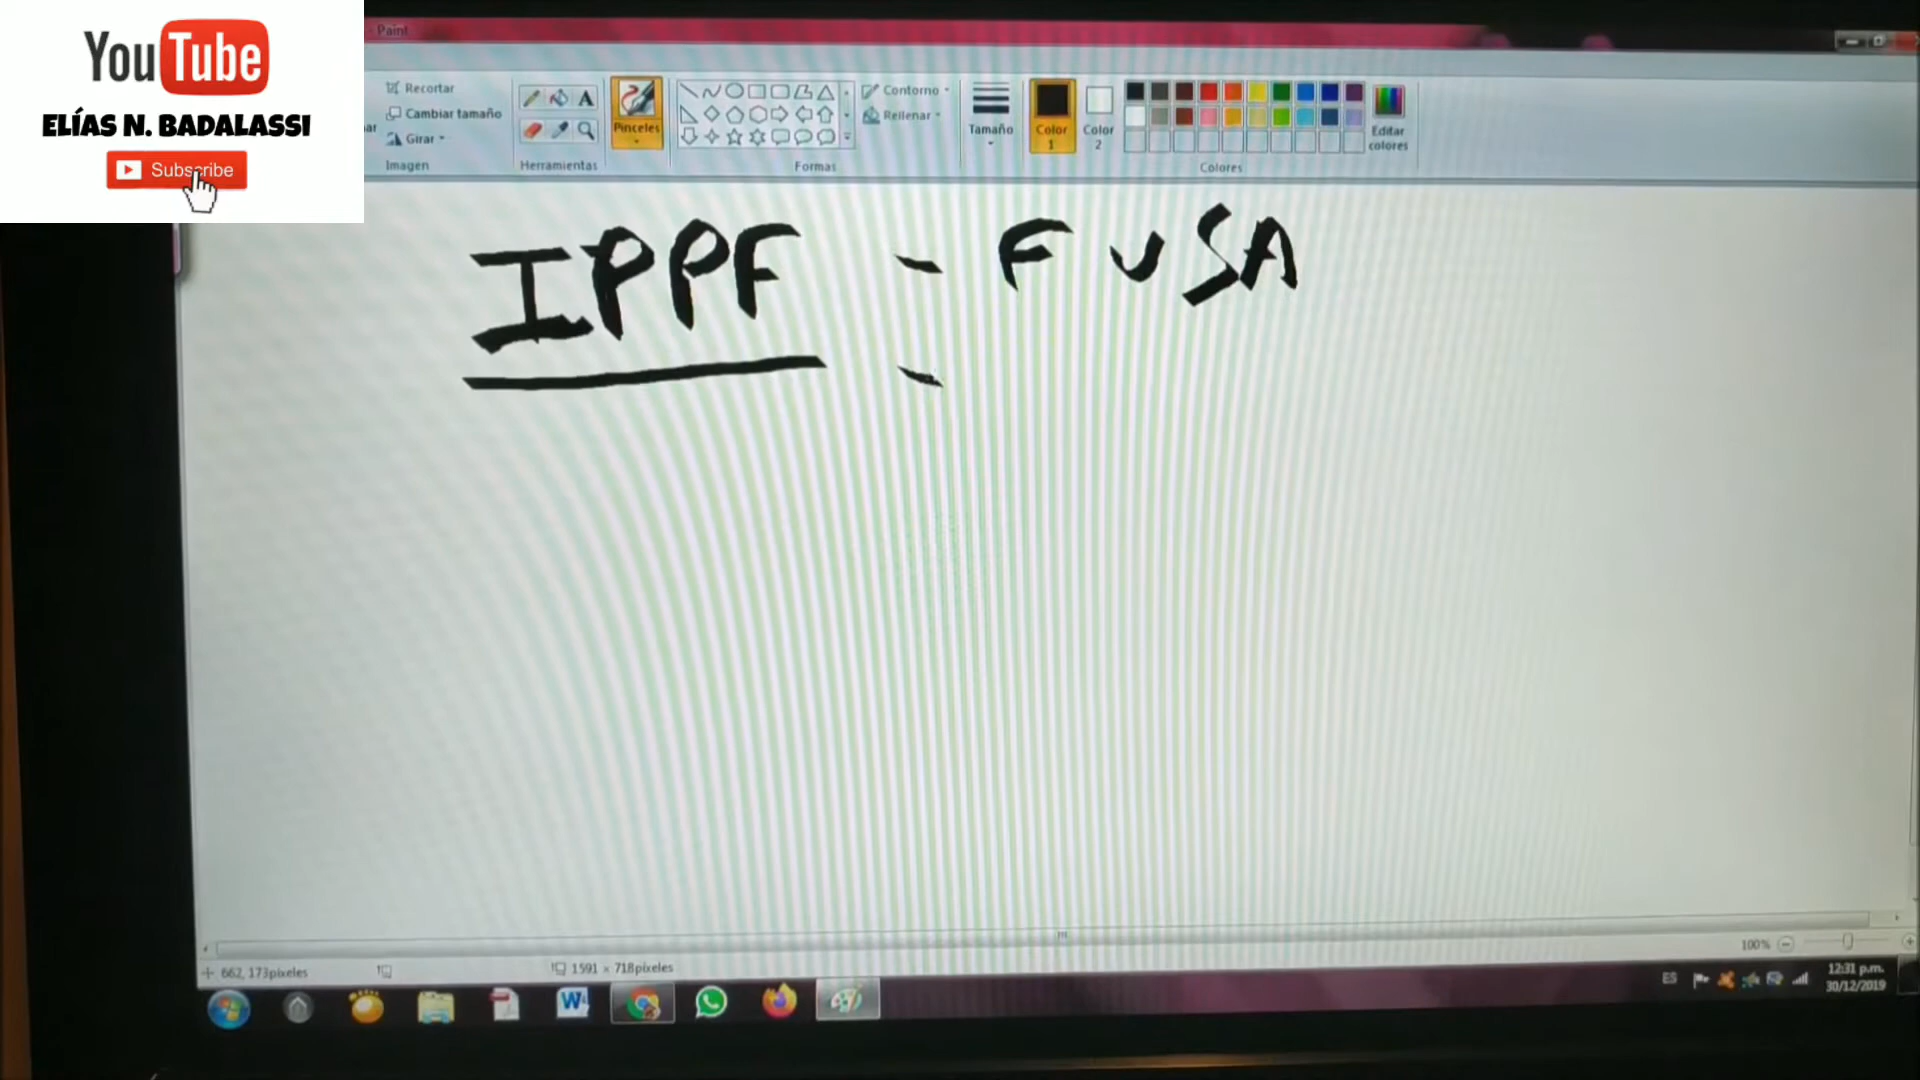 YouTube
ELÍAS N. BADALASSI
Subscribe
- Paint
Recortar
Cambiar tamaño
Girar
Imagen
Herramientas
Pinceles
Formas
Contorno
Rellenar
Tamaño
Color 1
Color 2
Editar colores
Colores
IPPF - FUSA
-
100%
662, 173píxeles
1591 × 718píxeles
ES
12:31 p.m.
30/12/2019